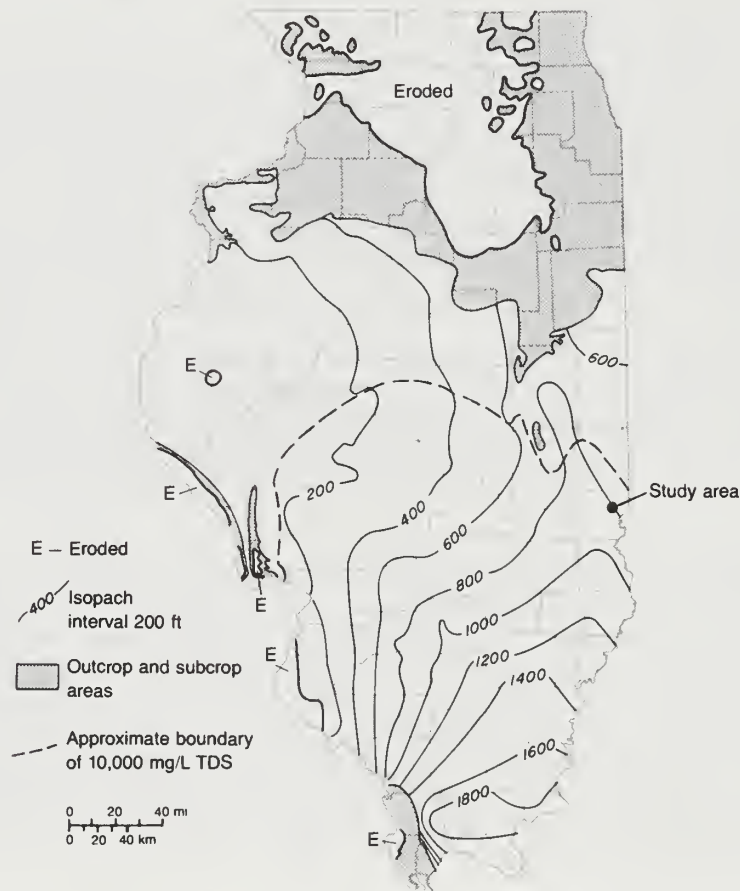 Eroded
600
E
200
400
600
800
1000
1200
1400
1600
1800
Study area
E
E
E
E
E – Eroded
400 Isopach
interval 200 ft
Outcrop and subcrop
areas
Approximate boundary
of 10,000 mg/L TDS
0 20 40 mi
0 20 40 km